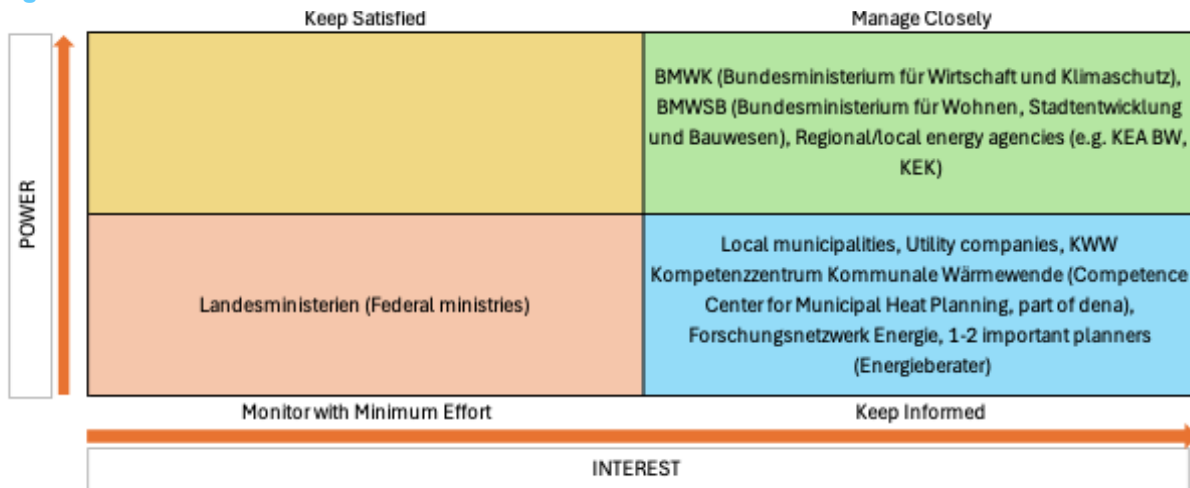 Keep Satisfied
Manage Closely
POWER
BMWK (Bundesministerium für Wirtschaft und Klimaschutz),
BMWSB (Bundesministerium für Wohnen, Stadtentwicklung
und Bauwesen), Regional/local energy agencies (e.g. KEA BW,
KEK)
Landesministerien (Federal ministries)
Local municipalities, Utility companies, KWW
Kompetenzzentrum Kommunale Wärmewende (Competence
Center for Municipal Heat Planning, part of dena),
Forschungsnetzwerk Energie, 1-2 important planners
(Energieberater)
Monitor with Minimum Effort
Keep Informed
INTEREST